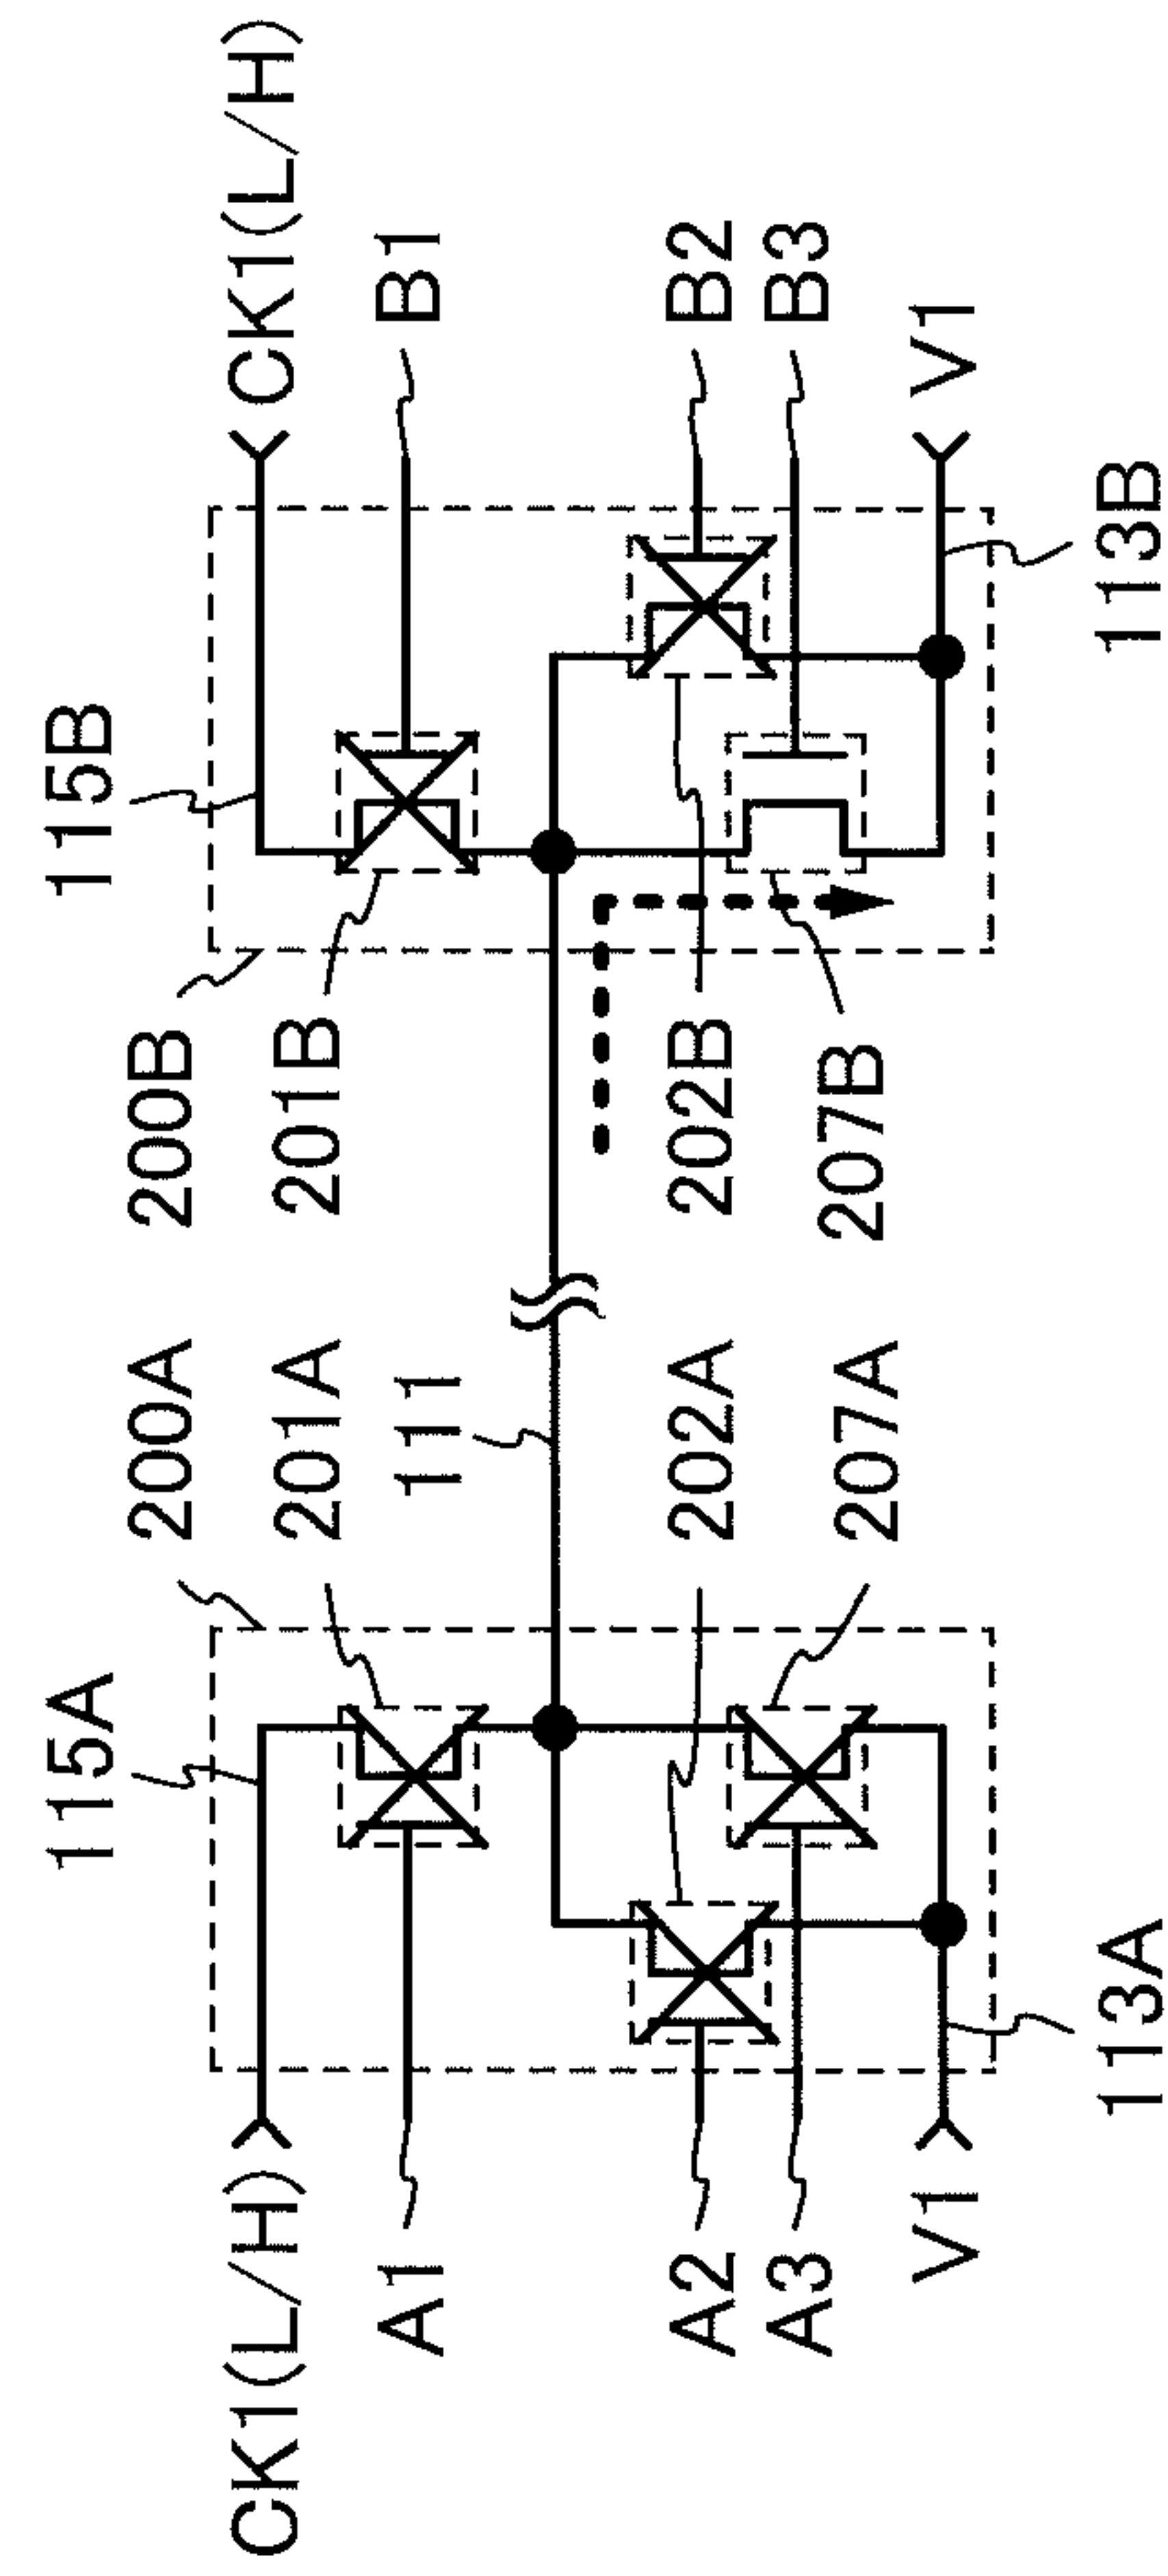 115A
200A
200B
115B
CK1(L/H)
201A
201B
CK1(L/H)
A1
111
B1
A2
202A
202B
B2
A3
207A
207B
B3
V1
V1
113A
113B